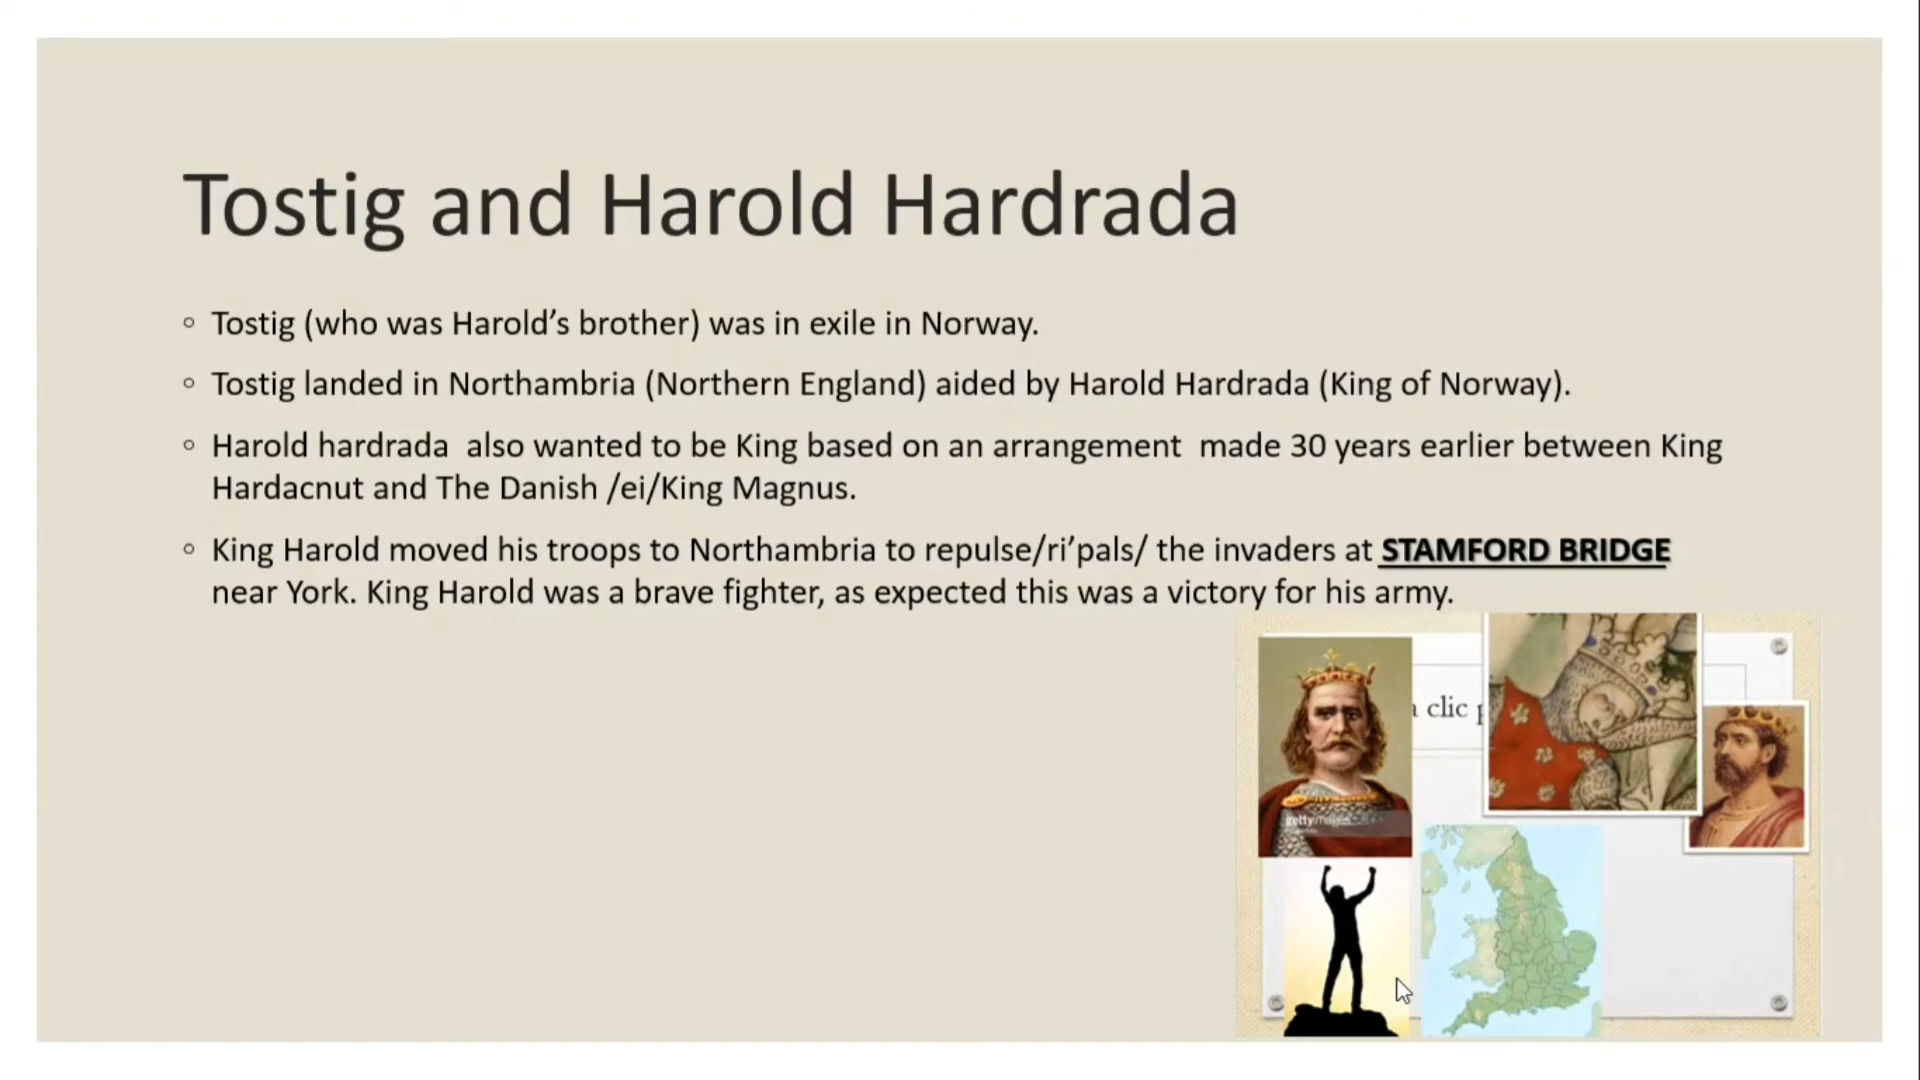 Tostig and Harold Hardrada
◦ Tostig (who was Harold’s brother) was in exile in Norway.
◦ Tostig landed in Northambria (Northern England) aided by Harold Hardrada (King of Norway).
◦ Harold hardrada  also wanted to be King based on an arrangement  made 30 years earlier between King
Hardacnut and The Danish /ei/King Magnus.
◦ King Harold moved his troops to Northambria to repulse/ri’pals/ the invaders at STAMFORD BRIDGE
near York. King Harold was a brave fighter, as expected this was a victory for his army.
clic
gettyimages